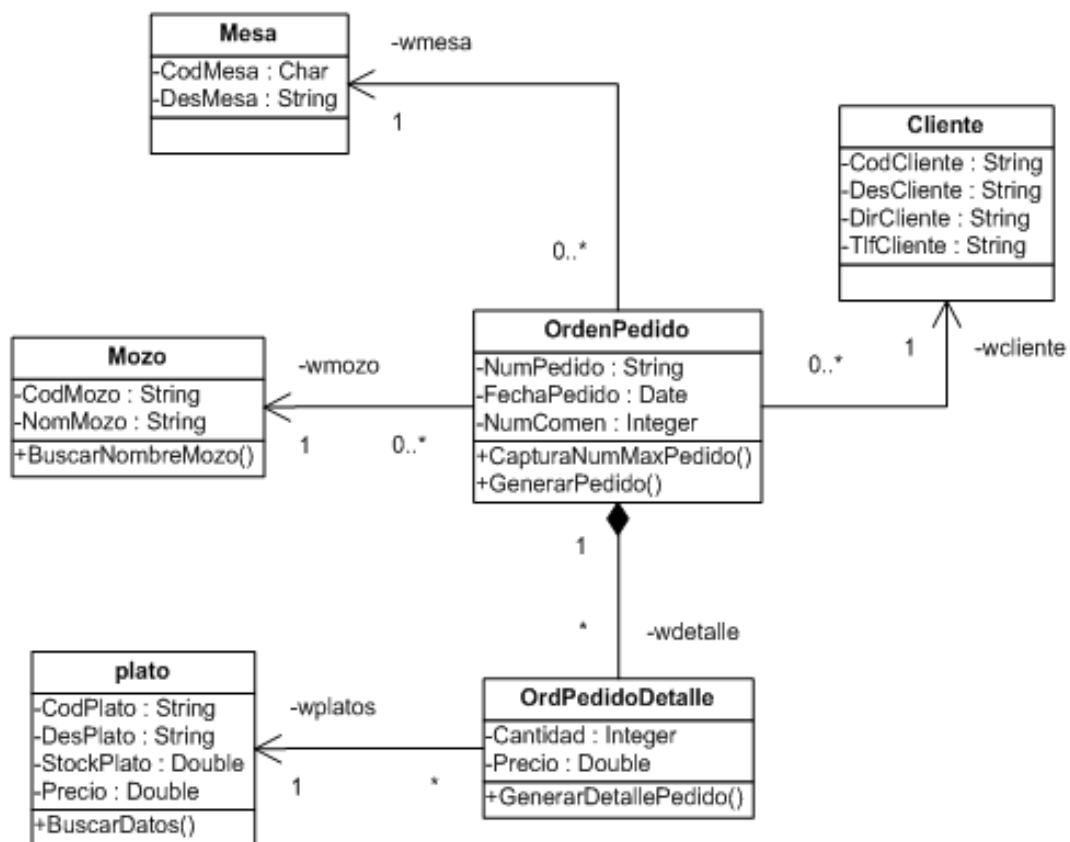 Mesa
-CodMesa : Char
-DesMesa : String
-wmesa
1
0..*
Cliente
-CodCliente : String
-DesCliente : String
-DirCliente : String
-TlfCliente : String
1
-wcliente
0..*
OrdenPedido
-NumPedido : String
-FechaPedido : Date
-NumComen : Integer
+CapturaNumMaxPedido()
+GenerarPedido()
Mozo
-CodMozo : String
-NomMozo : String
+BuscarNombreMozo()
-wmozo
1
0..*
1
*
-wdetalle
plato
-CodPlato : String
-DesPlato : String
-StockPlato : Double
-Precio : Double
+BuscarDatos()
-wplatos
1
*
OrdPedidoDetalle
-Cantidad : Integer
-Precio : Double
+GenerarDetallePedido()